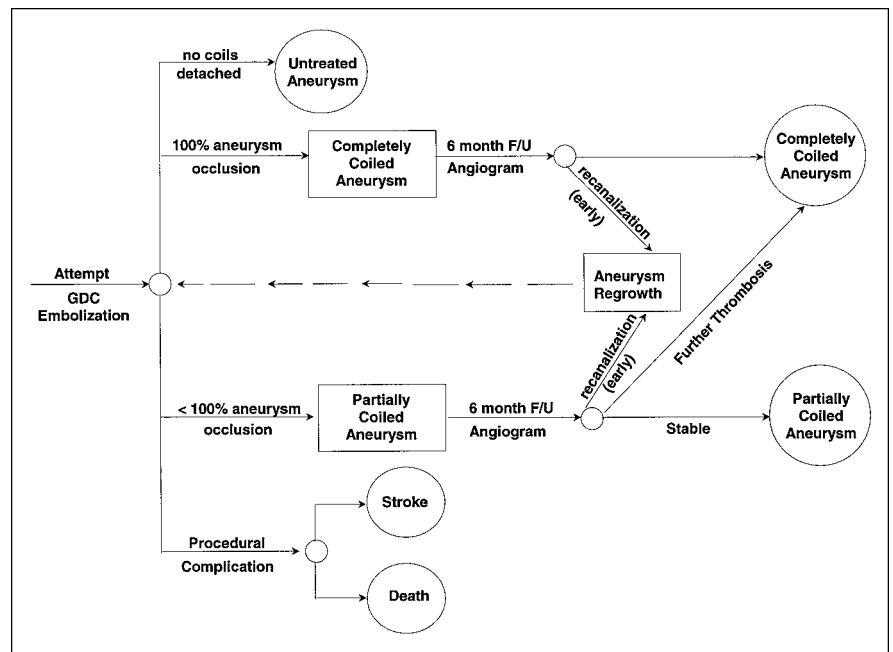 no coils
detached
Untreated
Aneurysm
100% aneurysm
occlusion
Completely
Coiled
Aneurysm
6 month F/U
Angiogram
recanalization
(early)
Completely
Coiled
Aneurysm
Attempt
GDC
Embolization
Aneurysm
Regrowth
Further Thrombosis
recanalization
(early)
< 100% aneurysm
occlusion
Partially
Coiled
Aneurysm
6 month F/U
Angiogram
Stable
Partially
Coiled
Aneurysm
Procedural
Complication
Stroke
Death